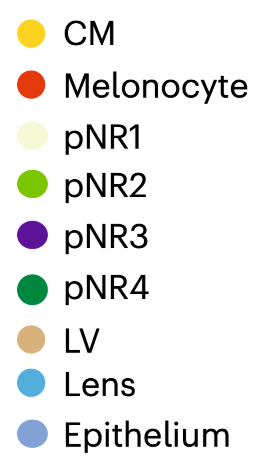 CM
Melonocyte
pNR1
pNR2
pNR3
pNR4
LV
Lens
Epithelium